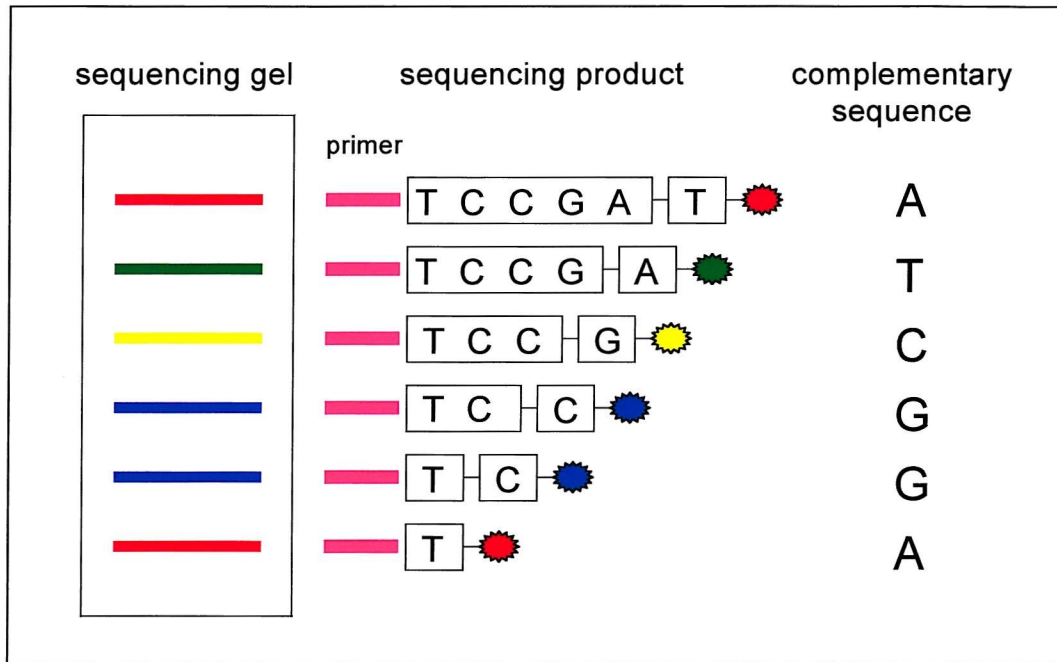 sequencing gel sequencing product complementary
sequence
primer
T C C G A T A
T C C G A T
T C C G C
T C C G
T C G
T A